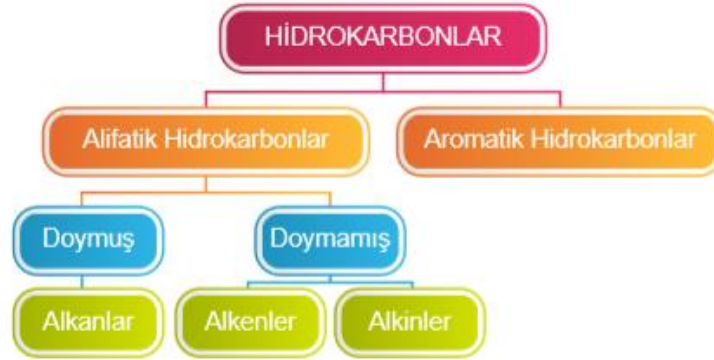 HİDROKARBONLAR
Alifatik Hidrokarbonlar
Aromatik Hidrokarbonlar
Doymuş
Doymamış
Alkanlar
Alkenler
Alkinler